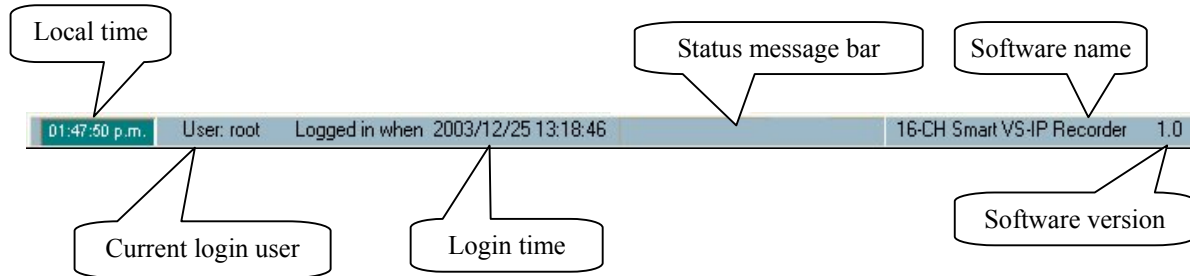 Local time
Status message bar
Software name
01:47:50 p.m. User: root Logged in when 2003/12/25 13:18:46 16-CH Smart VS-IP Recorder 1.0
Current login user
Login time
Software version